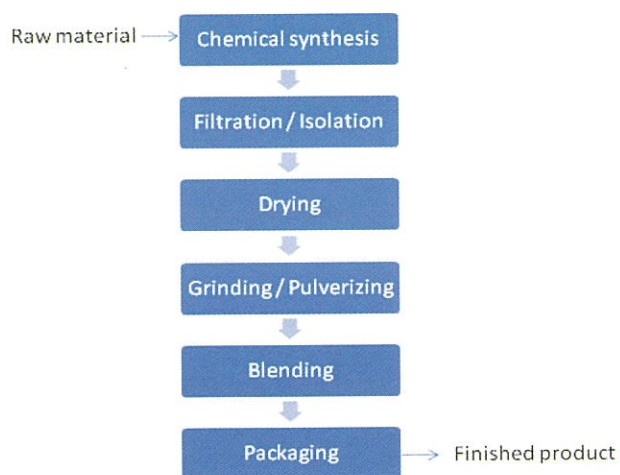 Raw material
Chemical synthesis
Filtration / Isolation
Drying
Grinding / Pulverizing
Blending
Packaging
Finished product